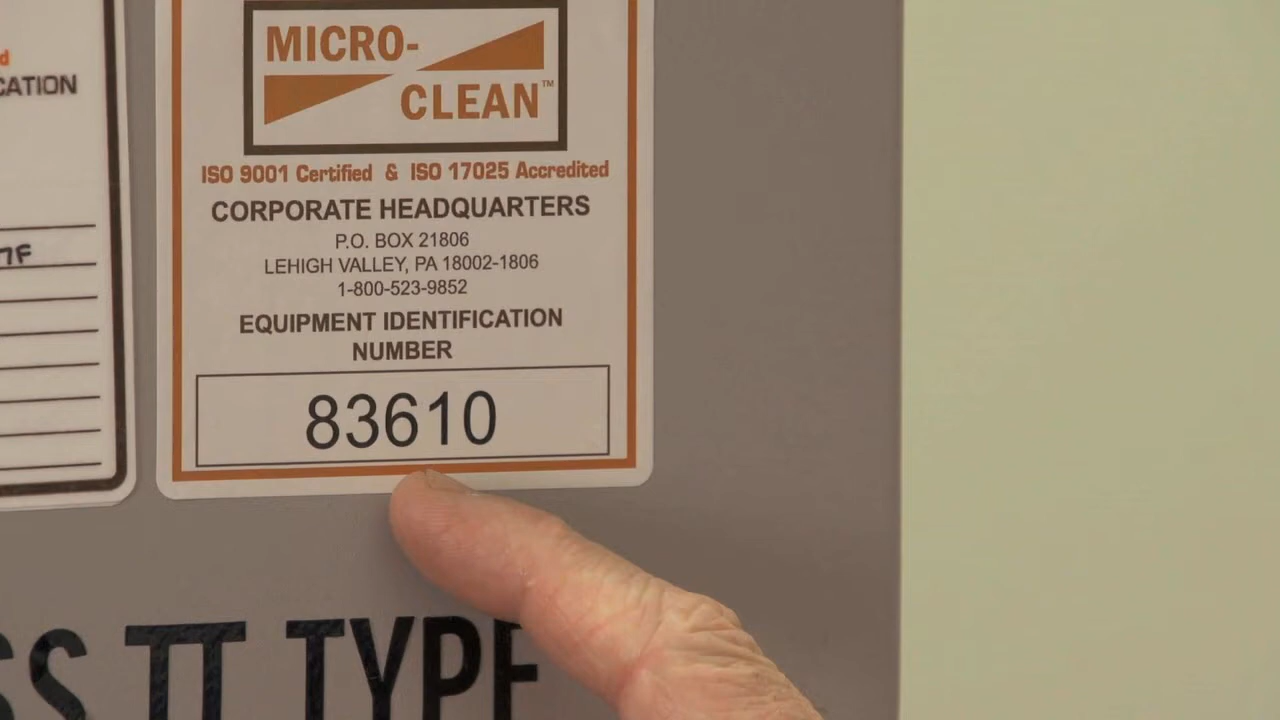 d
CATION
7F
MICRO-
CLEAN™
ISO 9001 Certified & ISO 17025 Accredited
CORPORATE HEADQUARTERS
P.O. BOX 21806
LEHIGH VALLEY, PA 18002-1806
1-800-523-9852
EQUIPMENT IDENTIFICATION
NUMBER
83610
SS II TYPE